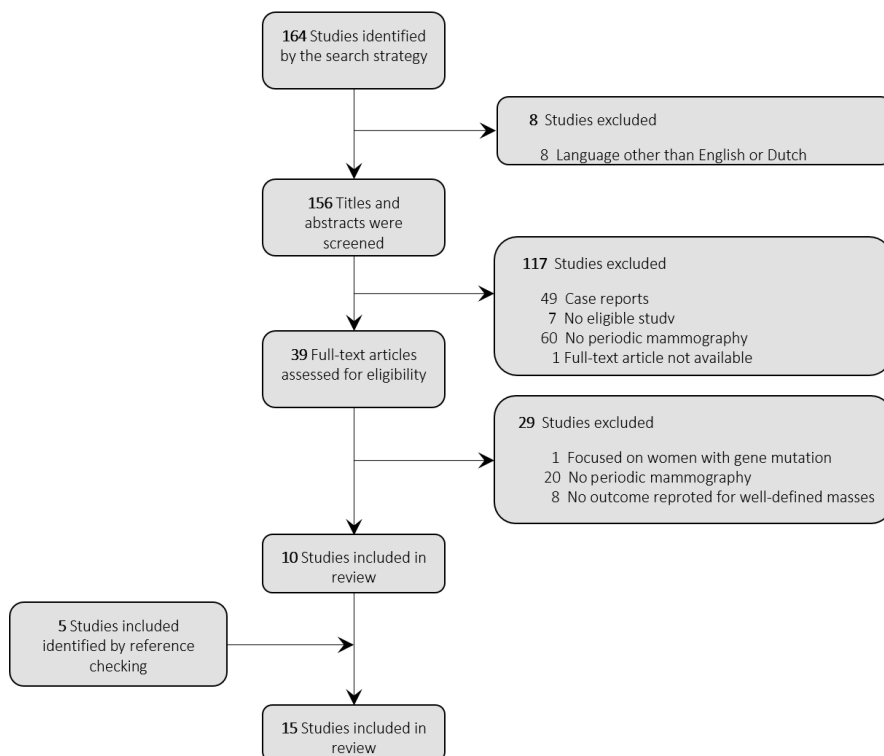 164 Studies identified
by the search strategy
8 Studies excluded
8 Language other than English or Dutch
156 Titles and
abstracts were
screened
117 Studies excluded
49 Case reports
7 No eligible studv
60 No periodic mammography
1 Full-text article not available
39 Full-text articles
assessed for eligibility
29 Studies excluded
1 Focused on women with gene mutation
20 No periodic mammography
8 No outcome reproted for well-defined masses
10 Studies included in
review
5 Studies included
identified by reference
checking
15 Studies included in
review